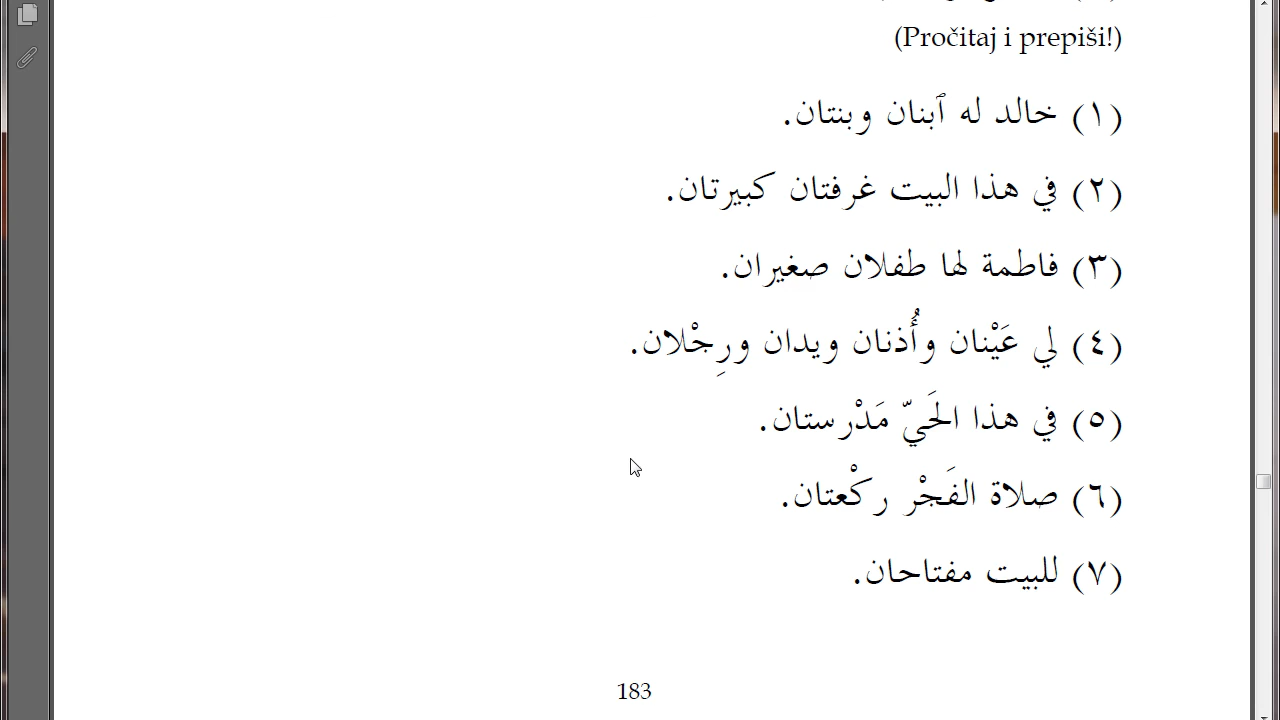 (Pročitaj i prepiši!)
(١) خالد له ٱبنان وبنتان.
(٢) في هذا البيت غرفتان كبيرتان.
(٣) فاطمة لها طفلان صغيران.
(٤) لي عَيْنان وأُذنان ويدان ورِجْلان.
(٥) في هذا الحَيّ مَدْرستان.
(٦) صلاة الفَجْر ركْعتان.
(٧) للبيت مفتاحان.
183